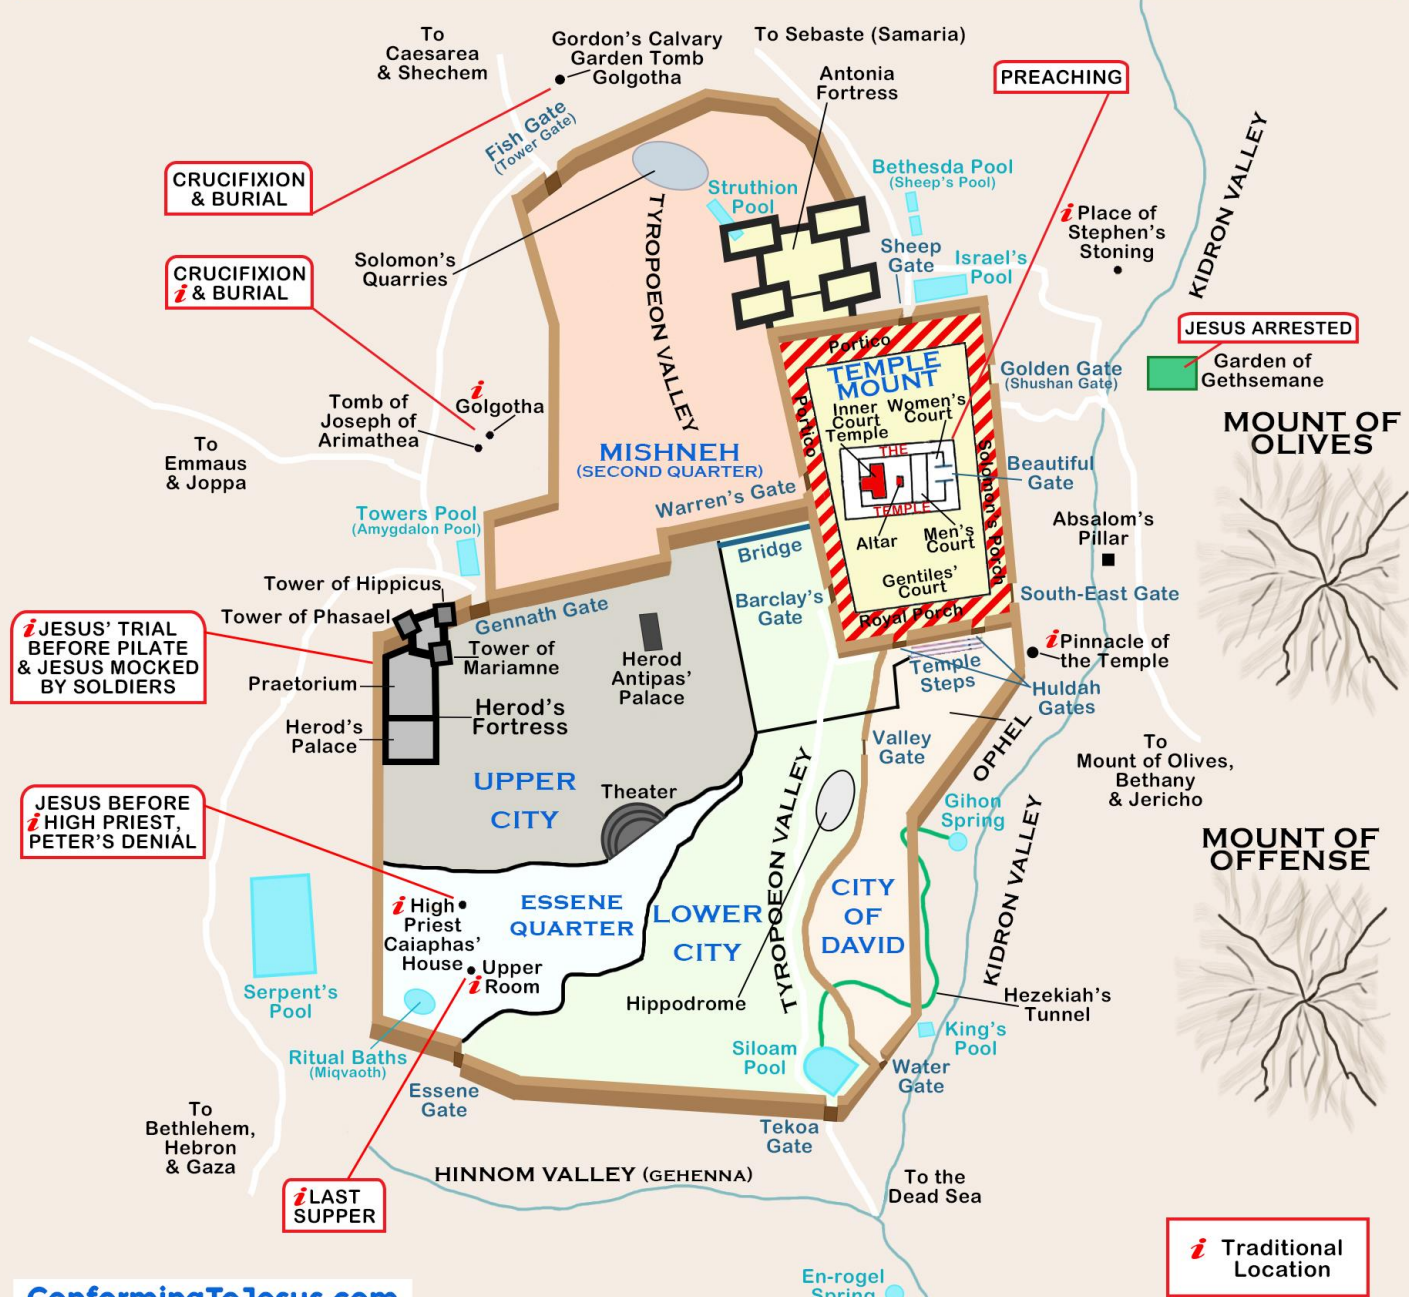 To
Caesarea
& Shechem
Gordon's Calvary
Garden Tomb
Golgotha
To Sebaste (Samaria)
Antonia
Fortress
PREACHING
Fish Gate
(Tower Gate)
KIDRON VALLEY
CRUCIFIXION
& BURIAL
Struthion
Pool
Bethesda Pool
(Sheep's Pool)
i Place of
Stephen's
Stoning
TYROPOEON VALLEY
Solomon's
Quarries
Sheep
Gate
Israel's
Pool
CRUCIFIXION
i & BURIAL
JESUS ARRESTED
Garden of
Gethsemane
Portico
TEMPLE
MOUNT
Golden Gate
(Shushan Gate)
i
Golgotha
Tomb of
Joseph of
Arimathea
Portico
Inner
Court
Temple
Women's
Court
MOUNT OF
OLIVES
To
Emmaus
& Joppa
MISHNEH
(SECOND QUARTER)
THE
TEMPLE
Solomon's Porch
Beautiful
Gate
Warren's Gate
Towers Pool
(Amygdalon Pool)
Altar
Men's
Court
Absalom's
Pillar
Bridge
Gentiles'
Court
Tower of Hippicus
Tower of Phasael
Gennath Gate
Barclay's
Gate
Royal Porch
South-East Gate
i JESUS' TRIAL
BEFORE PILATE
& JESUS MOCKED
BY SOLDIERS
Tower of
Mariamne
Herod
Antipas'
Palace
Temple
Steps
i Pinnacle of
the Temple
Praetorium
Huldah
Gates
Herod's
Palace
Herod's
Fortress
Valley
Gate
OPHEL
To
Mount of Olives,
Bethany
& Jericho
UPPER
CITY
Theater
TYROPOEON VALLEY
Gihon
Spring
JESUS BEFORE
i HIGH PRIEST,
PETER'S DENIAL
KIDRON VALLEY
MOUNT OF
OFFENSE
i High
Priest
Caiaphas'
House
ESSENE
QUARTER
LOWER
CITY
CITY
OF
DAVID
Upper
i Room
Serpent's
Pool
Hippodrome
Hezekiah's
Tunnel
Ritual Baths
(Miqvaoth)
Siloam
Pool
King's
Pool
Water
Gate
Essene
Gate
To
Bethlehem,
Hebron
& Gaza
Tekoa
Gate
HINNOM VALLEY (GEHENNA)
To the
Dead Sea
i LAST
SUPPER
i Traditional
Location
En-rogel
Spring
ConformingToJesus.com